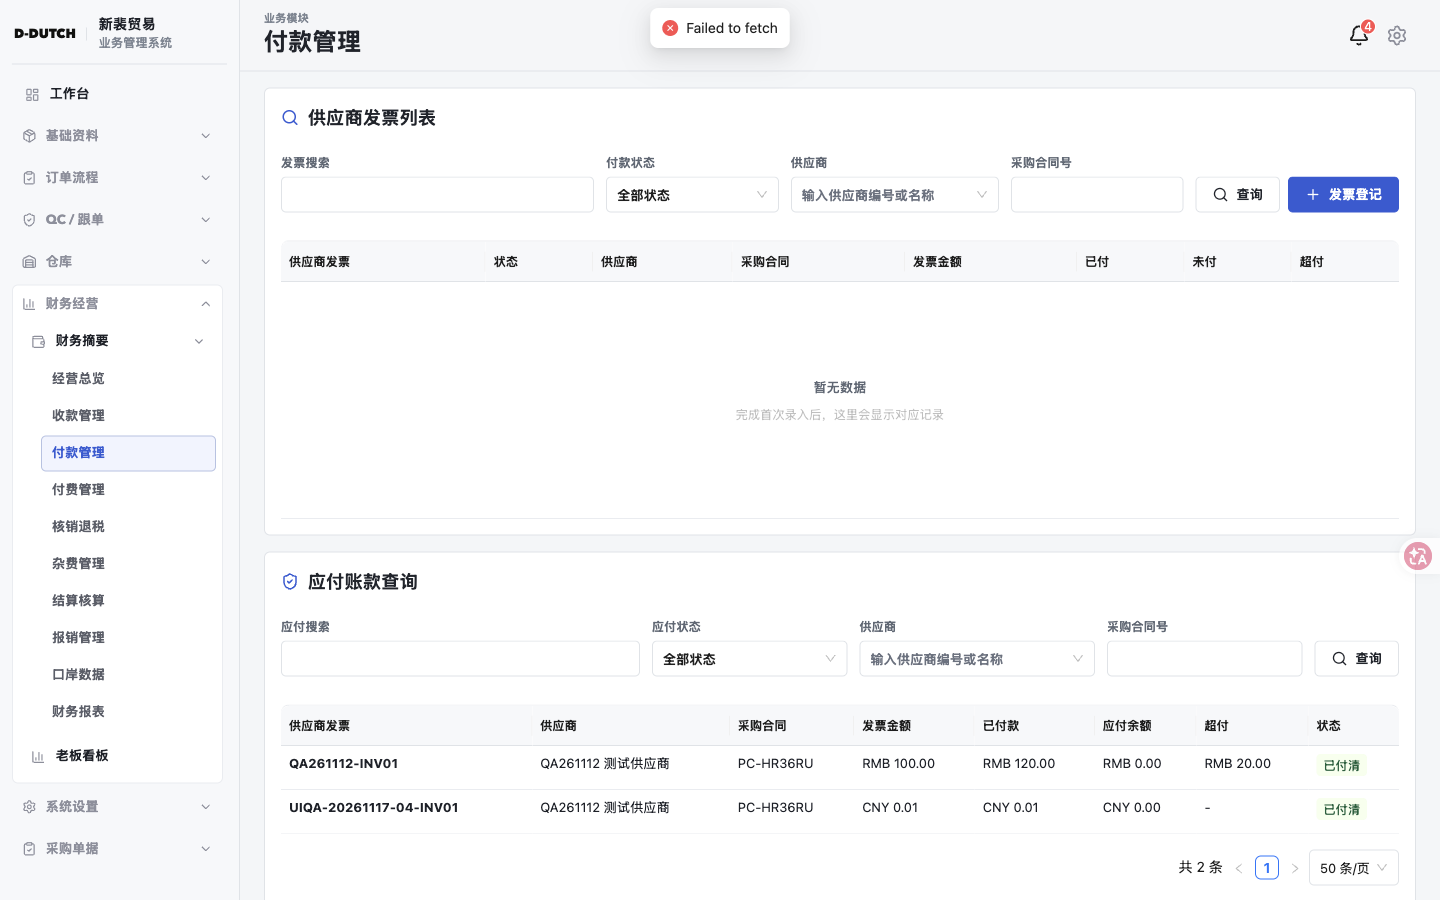 D-DUTCH
新裴贸易
业务管理系统
工作台
基础资料
订单流程
QC / 跟单
仓库
财务经营
财务摘要
经营总览
收款管理
付款管理
付费管理
核销退税
杂费管理
结算核算
报销管理
口岸数据
财务报表
老板看板
系统设置
采购单据
业务模块
付款管理
Failed to fetch
4
供应商发票列表
发票搜索 付款状态 供应商 采购合同号
全部状态 输入供应商编号或名称 查询 发票登记
供应商发票 状态 供应商 采购合同 发票金额 已付 未付 超付
暂无数据
完成首次录入后，这里会显示对应记录
应付账款查询
应付搜索 应付状态 供应商 采购合同号
全部状态 输入供应商编号或名称 查询
供应商发票 供应商 采购合同 发票金额 已付款 应付余额 超付 状态
QA261112-INV01 QA261112 测试供应商 PC-HR36RU RMB 100.00 RMB 120.00 RMB 0.00 RMB 20.00 已付清
UIQA-20261117-04-INV01 QA261112 测试供应商 PC-HR36RU CNY 0.01 CNY 0.01 CNY 0.00 - 已付清
共 2 条 1 50 条/页